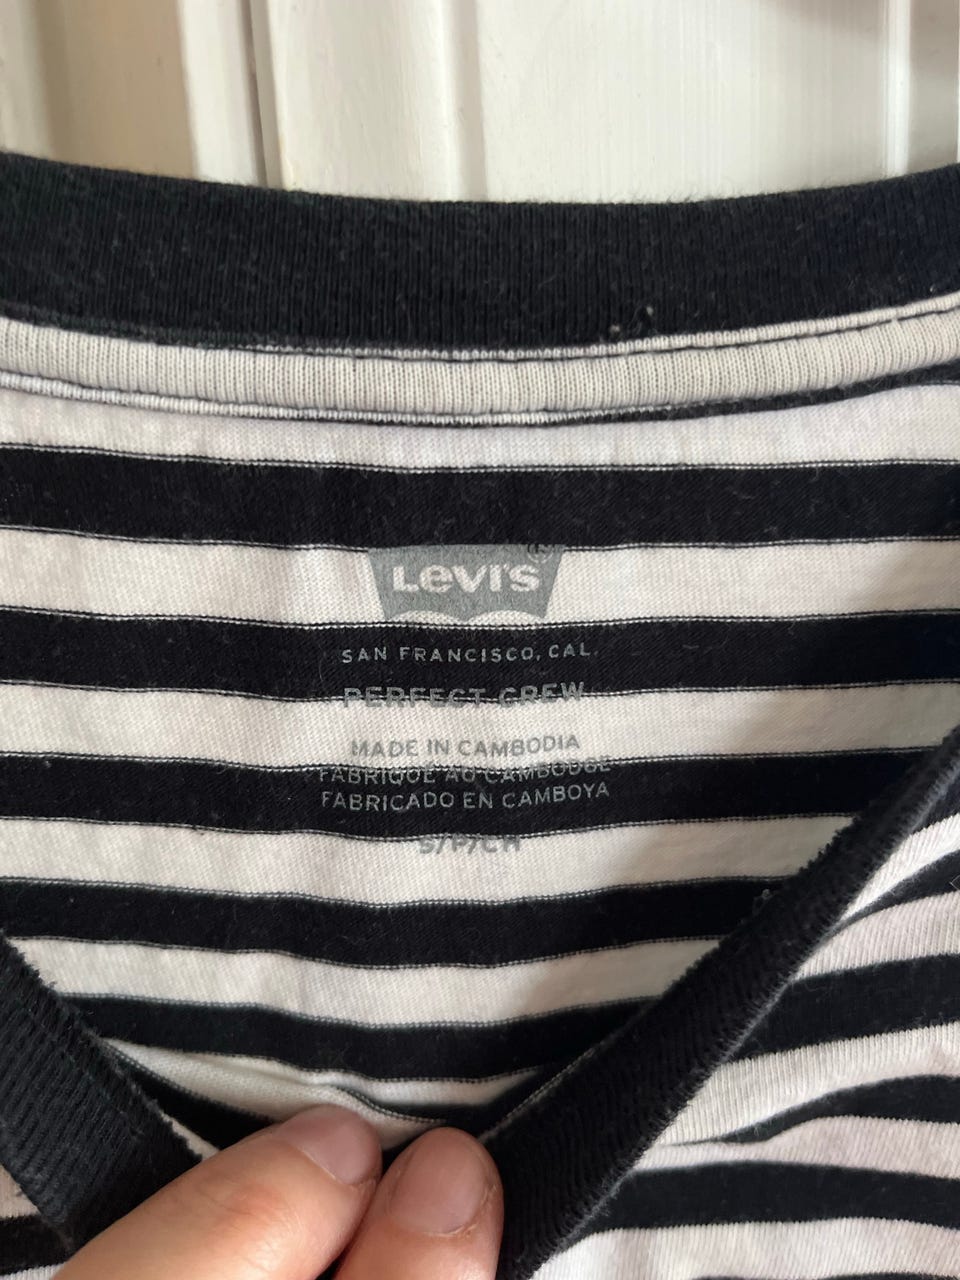 Levi's®
SAN FRANCISCO, CAL.
PERFECT CREW
MADE IN CAMBODIA
FABRIQUÉ AU CAMBODGE
FABRICADO EN CAMBOYA
S/P/CH